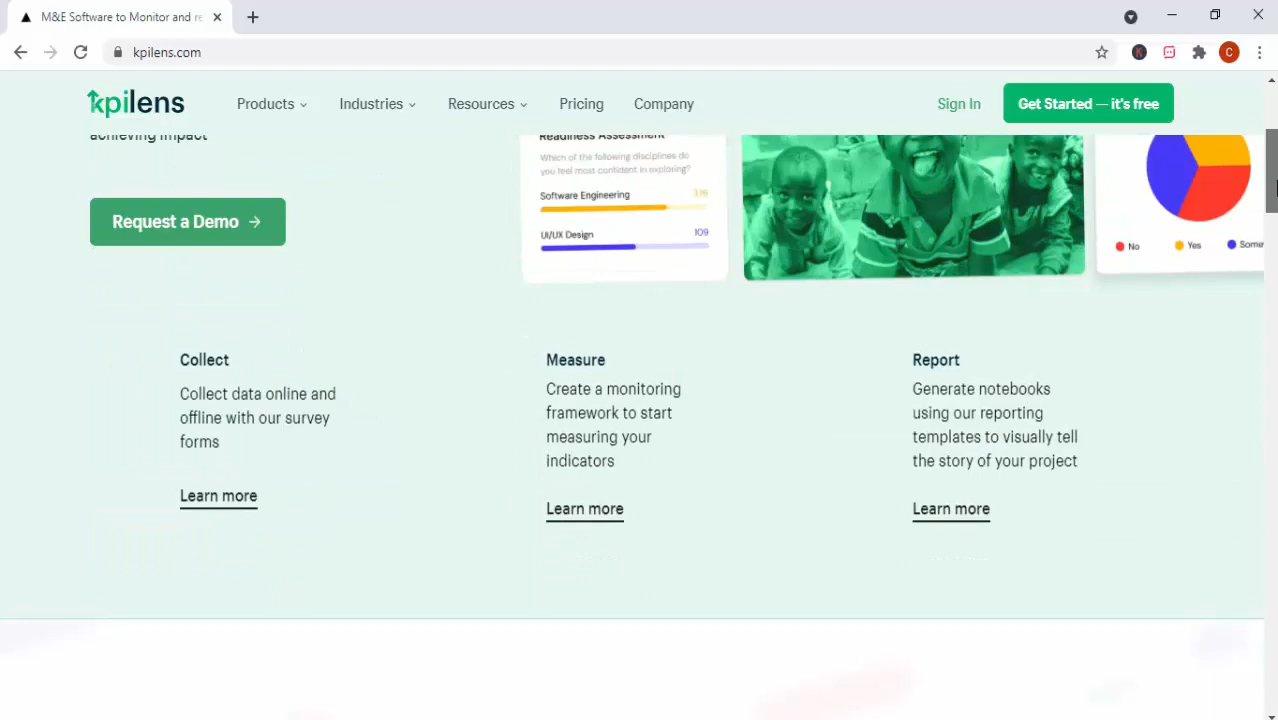 M&E Software to Monitor and re
kpilens.com
C
kpilens
Products
Industries
Resources
Pricing
Company
Sign In
Get Started — it's free
achieving impact
Request a Demo →
Readiness Assessment
Which of the following disciplines do
you feel most confident in exploring?
Software Engineering
UI/UX Design 109
No
Yes
Some
Collect
Collect data online and
offline with our survey
forms
Learn more
Measure
Create a monitoring
framework to start
measuring your
indicators
Learn more
Report
Generate notebooks
using our reporting
templates to visually tell
the story of your project
Learn more